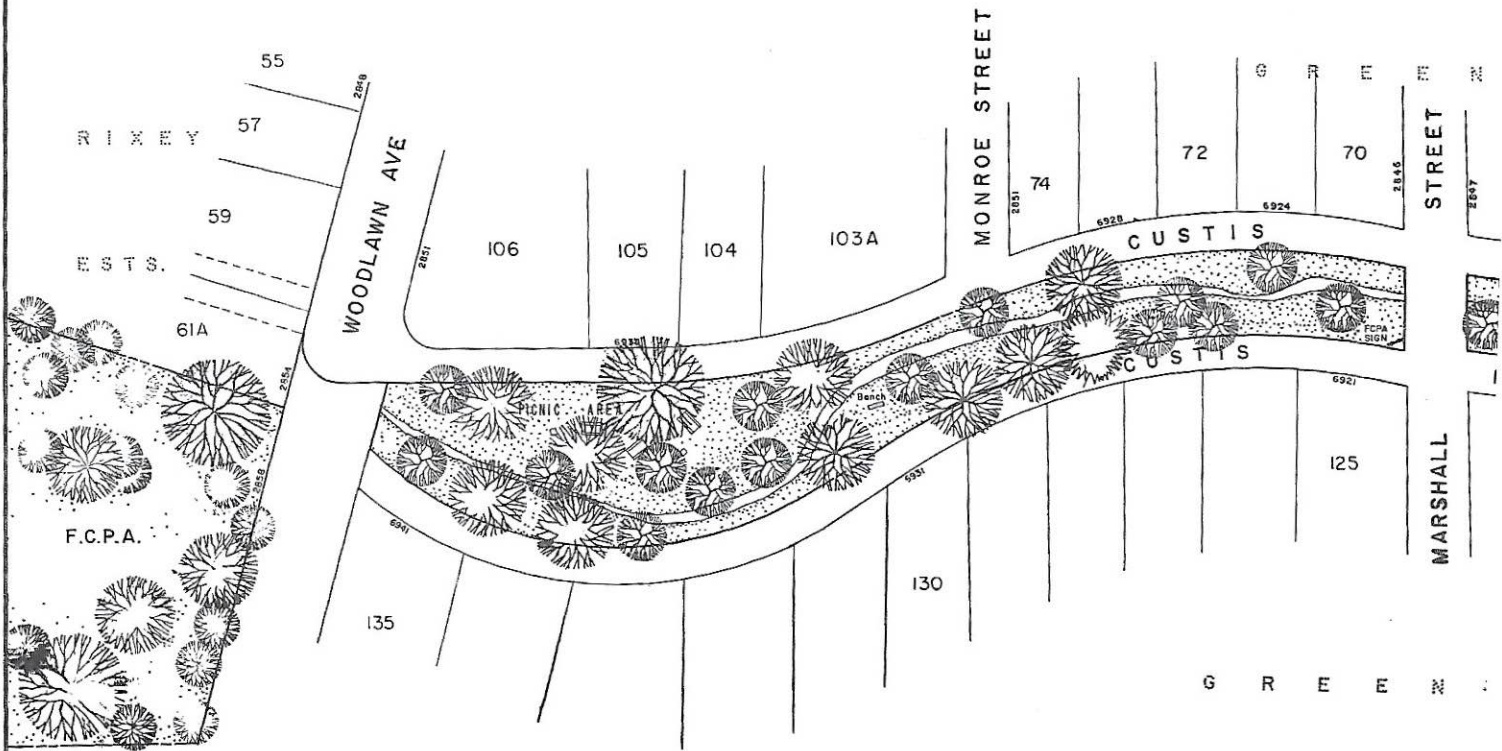 55
2848
57
RIXEY
59
ESTS.
61A
2854
2858
F.C.P.A.
WOODLAWN AVE
2851
106
105
104
103A
MONROE STREET
2851
74
72
70
GREEN
2846
STREET
2847
6928
6924
CUSTIS
PICNIC AREA
Bench
FCPA
SIGN
CUSTIS
6921
6931
6941
125
130
135
MARSHALL
GREEN